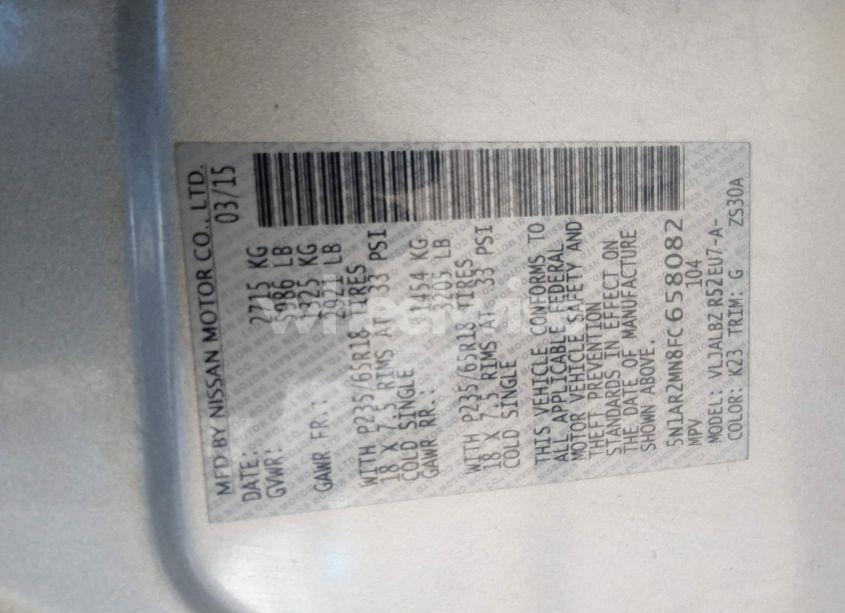 MFD BY NISSAN MOTOR CO., LTD.
DATE: 03/15
GVWR: 2715 KG
5986 LB
GAWR FR.: 1325 KG
2921 LB
WITH P235/65R18 TIRES
18 X 7.5 RIMS AT 33 PSI
COLD SINGLE
GAWR RR.: 1454 KG
3205 LB
WITH P235/65R18 TIRES
18 X 7.5 RIMS AT 33 PSI
COLD SINGLE
THIS VEHICLE CONFORMS TO
ALL APPLICABLE FEDERAL
MOTOR VEHICLE SAFETY AND
THEFT PREVENTION
STANDARDS IN EFFECT ON
THE DATE OF MANUFACTURE
SHOWN ABOVE.
5N1AR2MN8FC658082
MPV 104
MODEL: VLJALBZ R52EU7-A-
COLOR: K23 TRIM: G ZS30A